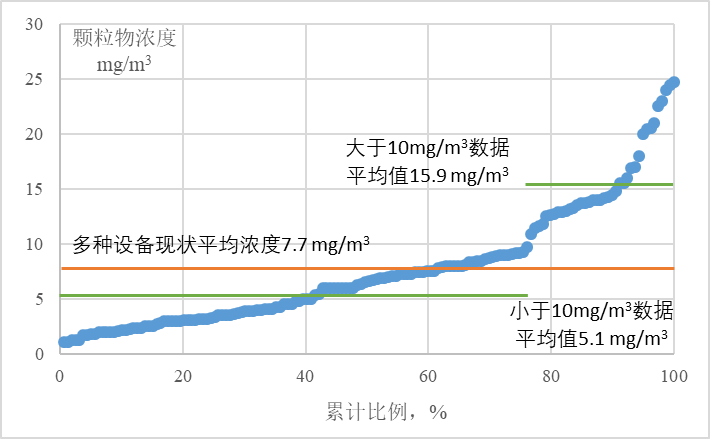 30
颗粒物浓度
mg/m³
25
20
大于10mg/m³数据
平均值15.9 mg/m³
15
10
多种设备现状平均浓度7.7 mg/m³
5
小于10mg/m³数据
平均值5.1 mg/m³
0
0 20 40 60 80 100
累计比例，%